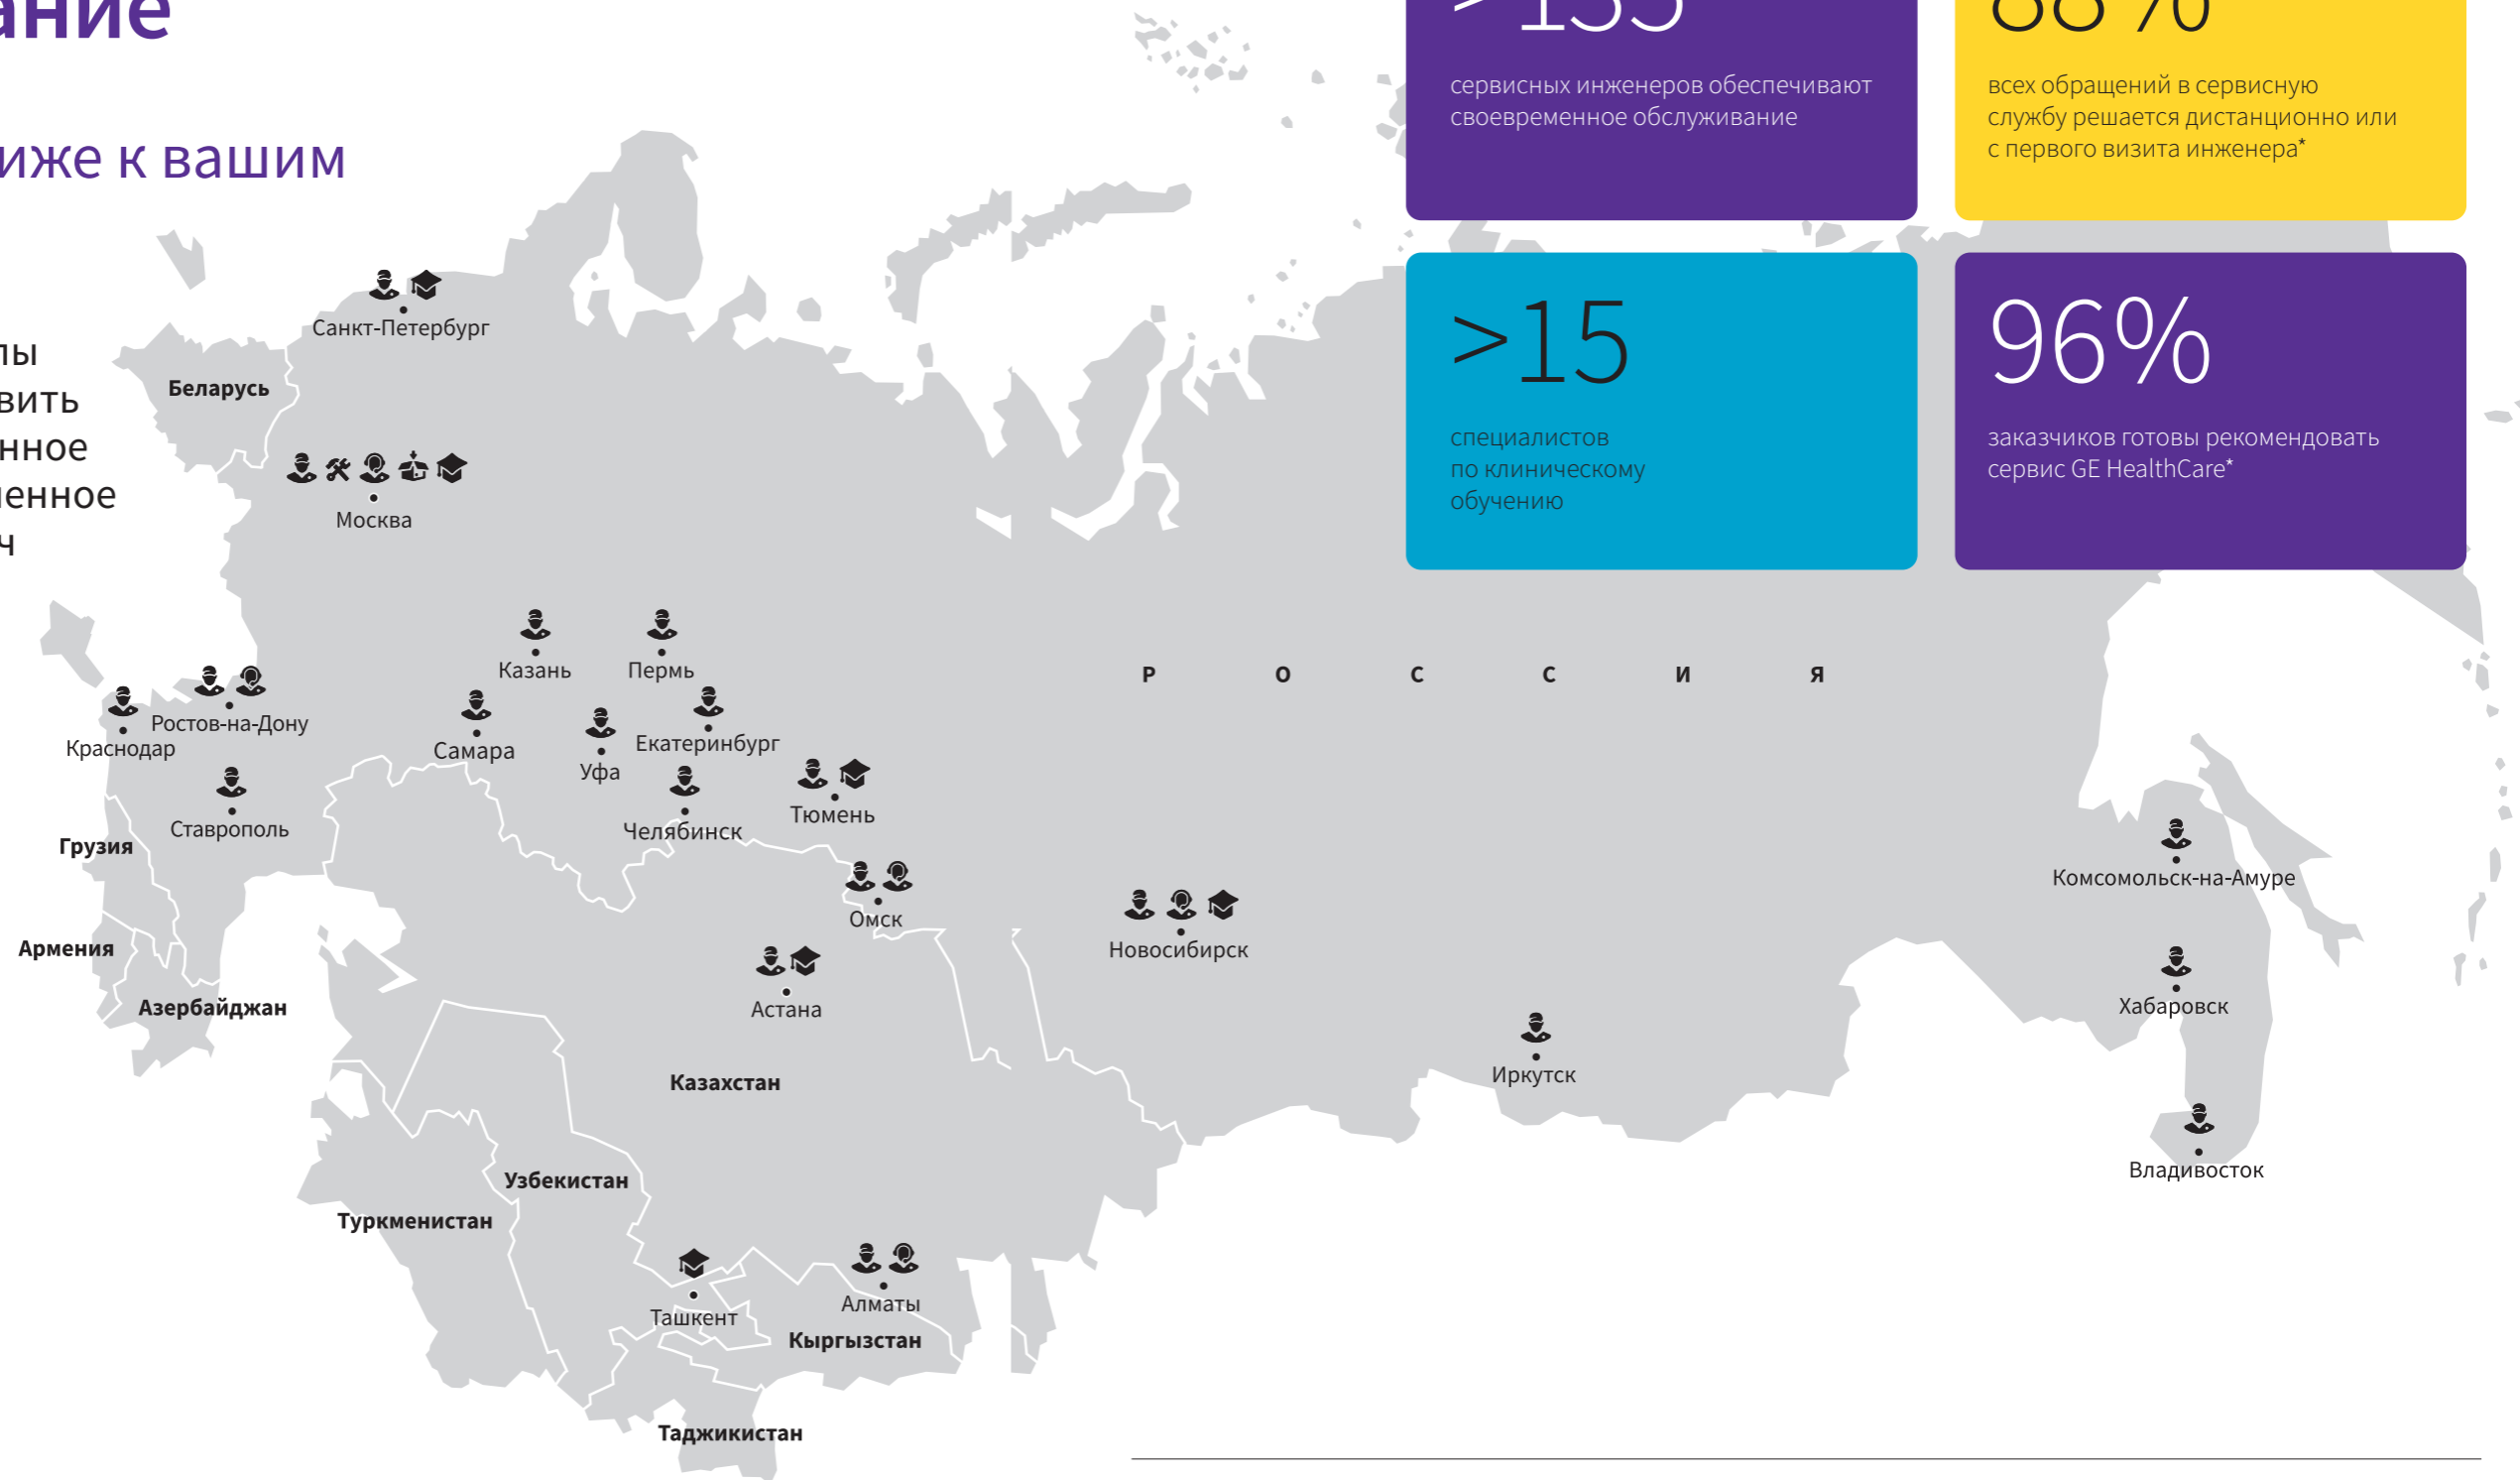 иже к вашим
>15
специалистов
по клиническому
обучению
96%
заказчиков готовы рекомендовать
сервис GE HealthCare*
сервисных инженеров обеспечивают
своевременное обслуживание
всех обращений в сервисную
службу решается дистанционно или
с первого визита инженера*
ание
лы
вить
нное
енное
ч
Санкт-Петербург
Беларусь
Москва
Казань
Пермь
РОССИЯ
Краснодар
Ростов-на-Дону
Самара
Уфа
Екатеринбург
Ставрополь
Челябинск
Тюмень
Грузия
Омск
Новосибирск
Комсомольск-на-Амуре
Армения
Азербайджан
Астана
Хабаровск
Казахстан
Иркутск
Владивосток
Узбекистан
Туркменистан
Ташкент
Алматы
Кыргызстан
Таджикистан